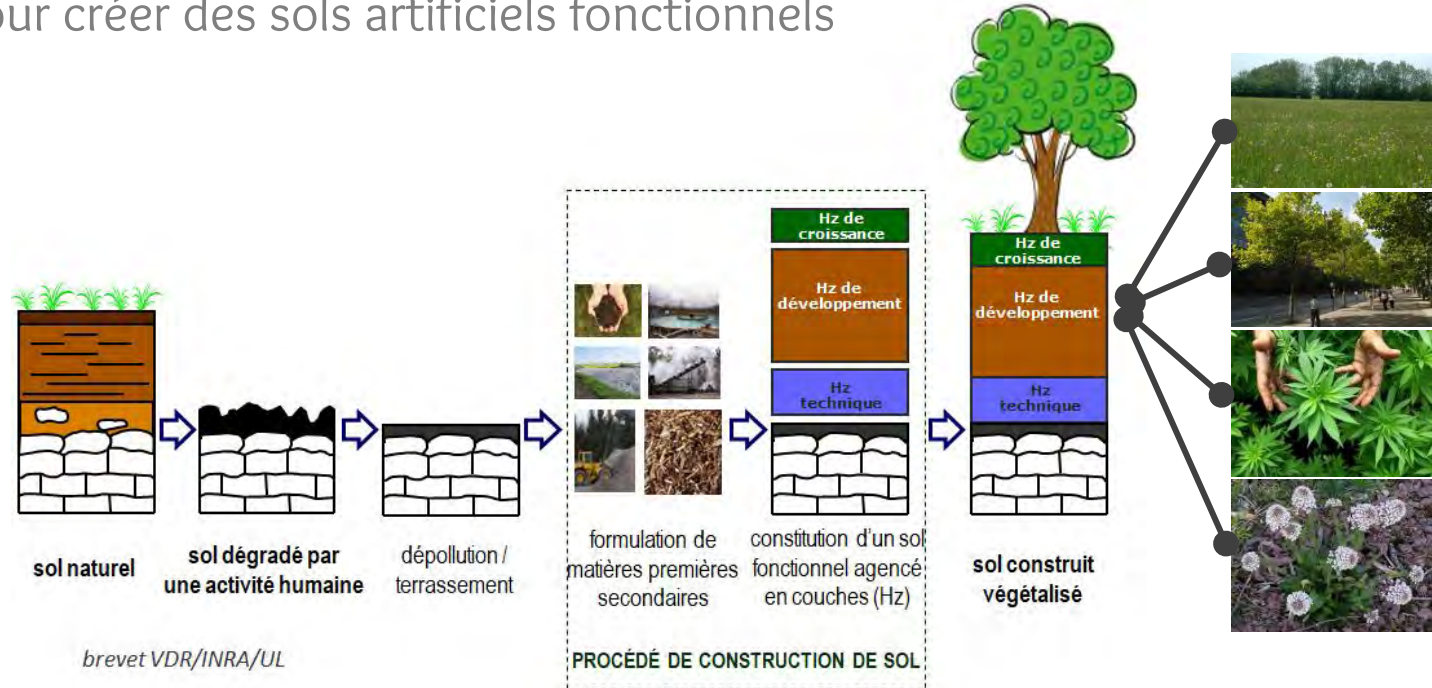 our créer des sols artificiels fonctionnels
Hz de
croissance
Hz de
développement
Hz
technique
Hz de
croissance
Hz de
développement
Hz
technique
sol naturel
sol dégradé par
une activité humaine
dépollution /
terrassement
formulation de
matières premières
secondaires
constitution d'un sol
fonctionnel agencé
en couches (Hz)
sol construit
végétalisé
brevet VDR/INRA/UL
PROCÉDÉ DE CONSTRUCTION DE SOL